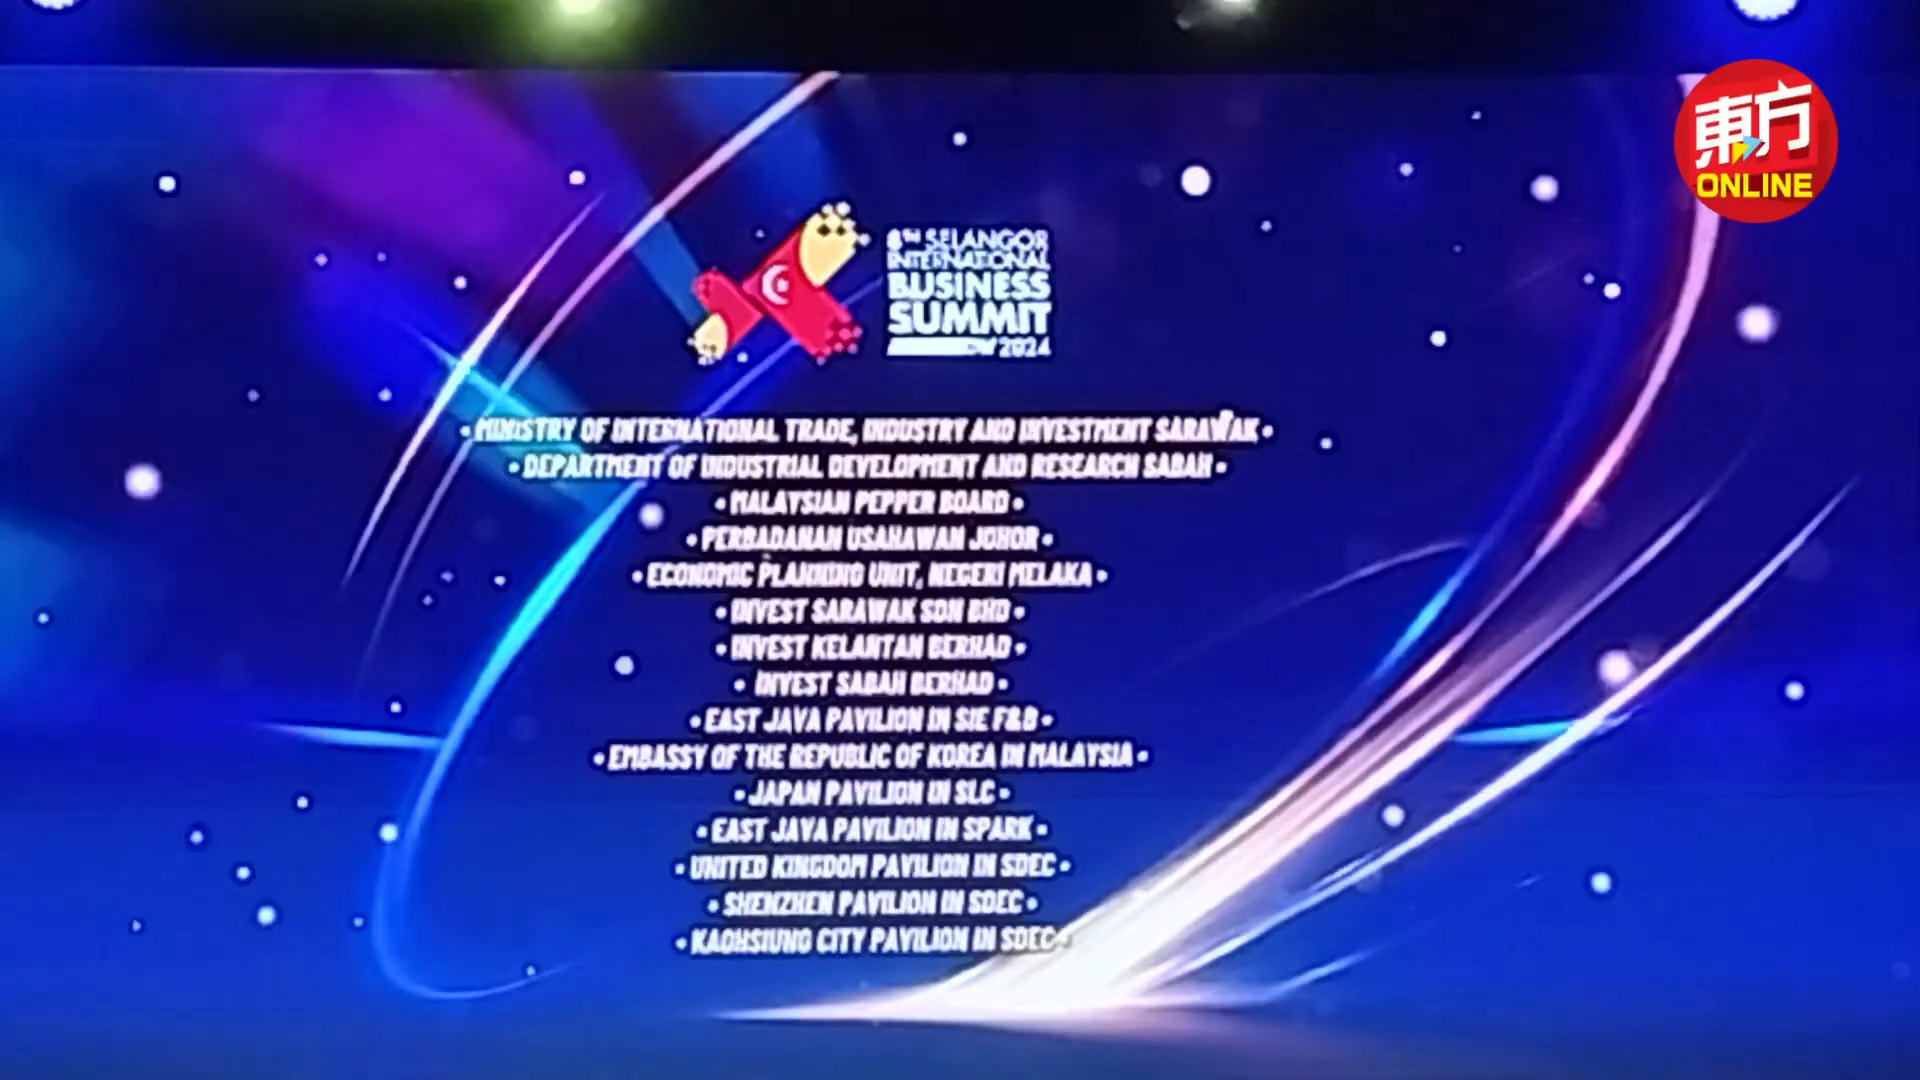 東方
ONLINE
8TH SELANGOR
INTERNATIONAL
BUSINESS
SUMMIT
2024
• MINISTRY OF INTERNATIONAL TRADE, INDUSTRY AND INVESTMENT SARAWAK •
• DEPARTMENT OF INDUSTRIAL DEVELOPMENT AND RESEARCH SABAH •
• MALAYSIAN PEPPER BOARD •
• PERBADANAN USAHAWAN JOHOR •
• ECONOMIC PLANNING UNIT, NEGERI MELAKA •
• INVEST SARAWAK SDN BHD •
• INVEST KELANTAN BERHAD •
• INVEST SABAH BERHAD •
• EAST JAVA PAVILION IN SIE F&B •
• EMBASSY OF THE REPUBLIC OF KOREA IN MALAYSIA •
• JAPAN PAVILION IN SLC •
• EAST JAVA PAVILION IN SPARK •
• UNITED KINGDOM PAVILION IN SDEC •
• SHENZHEN PAVILION IN SDEC •
• KAOHSIUNG CITY PAVILION IN SDEC •